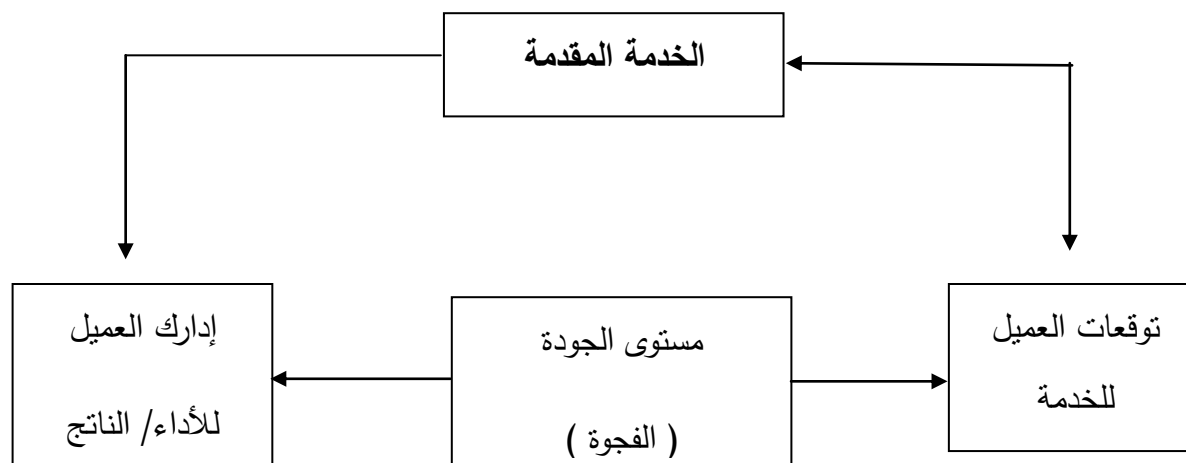 الخدمة المقدمة
توقعات العميل
للخدمة
مستوى الجودة
( الفجوة )
إدارك العميل
للأداء/ الناتج